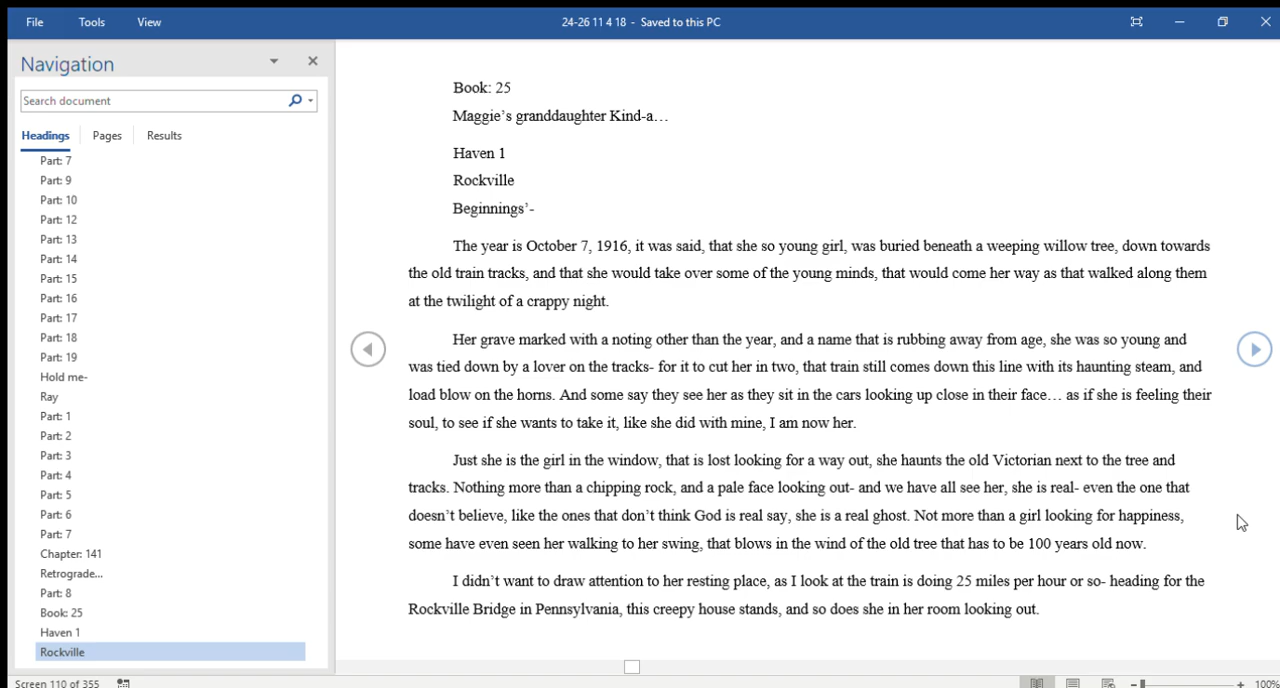 File Tools View 24-26 11 4 18 - Saved to this PC
Navigation
Search document
Headings Pages Results
Part: 7
Part: 9
Part: 10
Part: 12
Part: 13
Part: 14
Part: 15
Part: 16
Part: 17
Part: 18
Part: 19
Hold me-
Ray
Part: 1
Part: 2
Part: 3
Part: 4
Part: 5
Part: 6
Part: 7
Chapter: 141
Retrograde...
Part: 8
Book: 25
Haven 1
Rockville
Book: 25
Maggie’s granddaughter Kind-a…
Haven 1
Rockville
Beginnings’-
The year is October 7, 1916, it was said, that she so young girl, was buried beneath a weeping willow tree, down towards
the old train tracks, and that she would take over some of the young minds, that would come her way as that walked along them
at the twilight of a crappy night.
Her grave marked with a noting other than the year, and a name that is rubbing away from age, she was so young and
was tied down by a lover on the tracks- for it to cut her in two, that train still comes down this line with its haunting steam, and
load blow on the horns. And some say they see her as they sit in the cars looking up close in their face… as if she is feeling their
soul, to see if she wants to take it, like she did with mine, I am now her.
Just she is the girl in the window, that is lost looking for a way out, she haunts the old Victorian next to the tree and
tracks. Nothing more than a chipping rock, and a pale face looking out- and we have all see her, she is real- even the one that
doesn’t believe, like the ones that don’t think God is real say, she is a real ghost. Not more than a girl looking for happiness,
some have even seen her walking to her swing, that blows in the wind of the old tree that has to be 100 years old now.
I didn’t want to draw attention to her resting place, as I look at the train is doing 25 miles per hour or so- heading for the
Rockville Bridge in Pennsylvania, this creepy house stands, and so does she in her room looking out.
Screen 110 of 355 100%